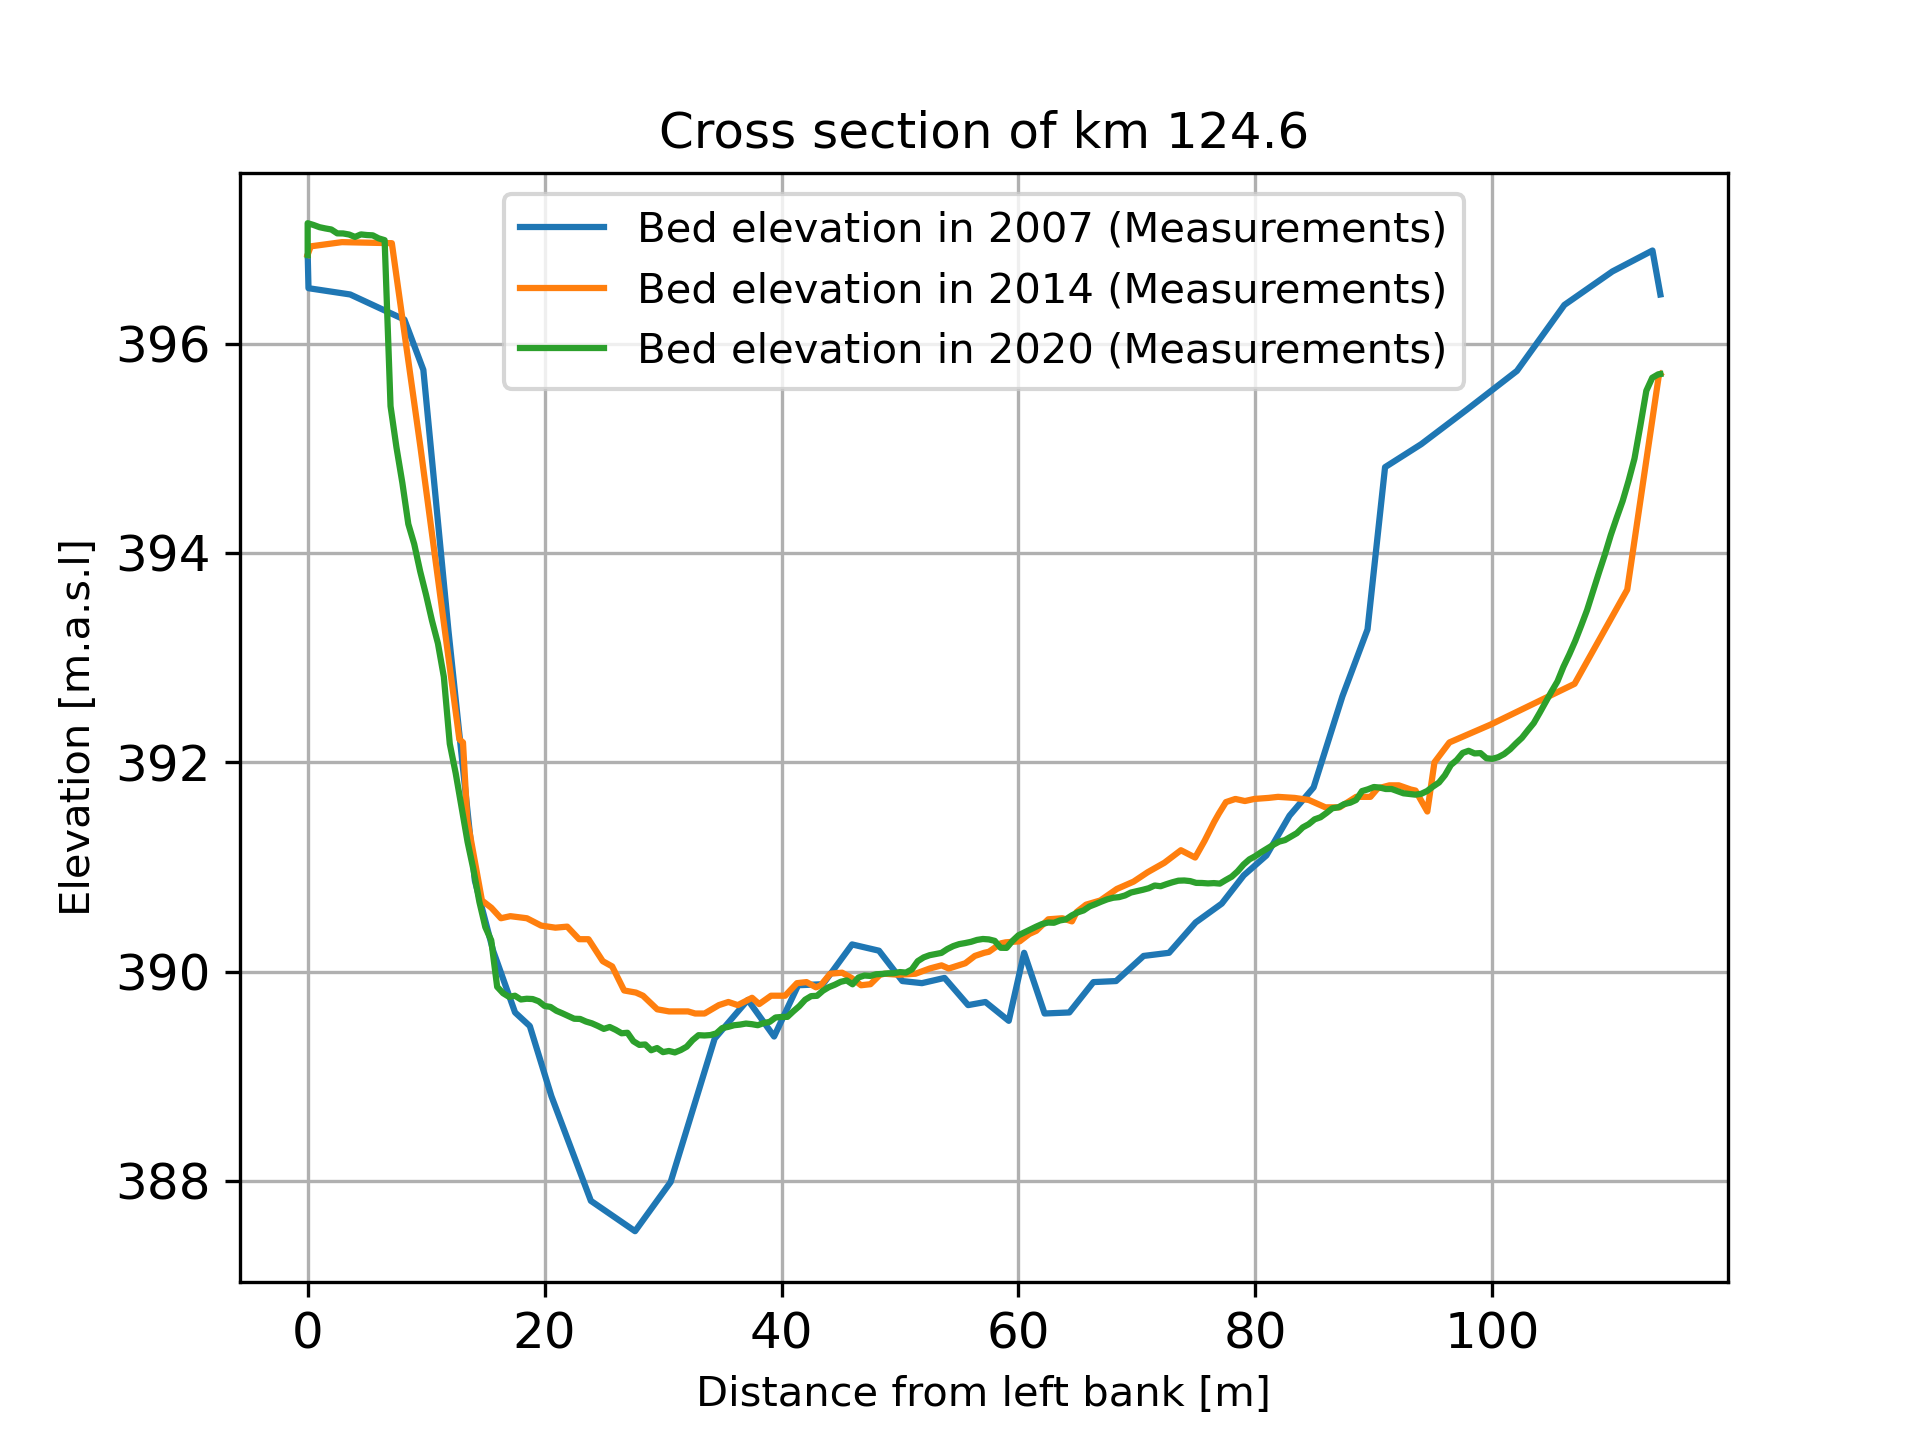 Cross section of km 124.6
Bed elevation in 2007 (Measurements)
Bed elevation in 2014 (Measurements)
Bed elevation in 2020 (Measurements)
Elevation [m.a.s.l]
396
394
392
390
388
0 20 40 60 80 100
Distance from left bank [m]